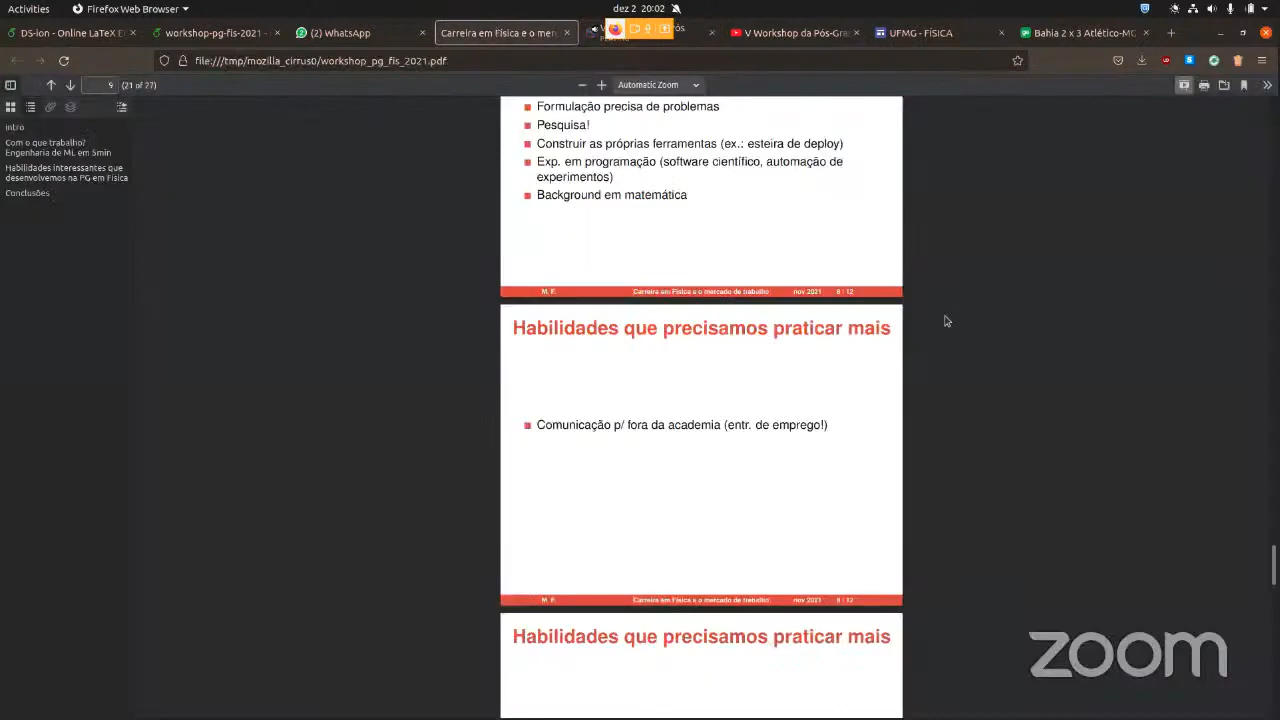 Activities
Firefox Web Browser
dez 2 20:02
DS-ion - Online LaTeX E
workshop-pg-fis-2021 -
(2) WhatsApp
Carreira em Física e o mer
V Workshop da Pós-Gra
UFMG - FÍSICA
Bahia 2 x 3 Atlético-MG
file:///tmp/mozilla_cirrus0/workshop_pg_fis_2021.pdf
9 (21 of 27)
Automatic Zoom
intro
Com o que trabalho?
Engenharia de ML em 5min
Habilidades interessantes que
desenvolvemos na PG em Física
Conclusões
Formulação precisa de problemas
Pesquisa!
Construir as próprias ferramentas (ex.: esteira de deploy)
Exp. em programação (software científico, automação de
experimentos)
Background em matemática
M. F. Carreira em Física e o mercado de trabalho nov 2021 8 / 12
Habilidades que precisamos praticar mais
Comunicação p/ fora da academia (entr. de emprego!)
M. F. Carreira em Física e o mercado de trabalho nov 2021 9 / 12
Habilidades que precisamos praticar mais
zoom